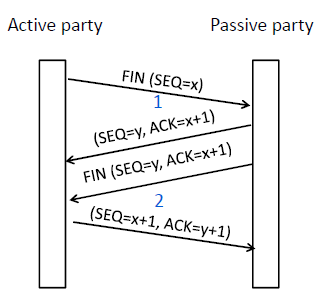 Active party
Passive party
FIN (SEQ=x)
1
(SEQ=y, ACK=x+1)
FIN (SEQ=y, ACK=x+1)
2
(SEQ=x+1, ACK=y+1)